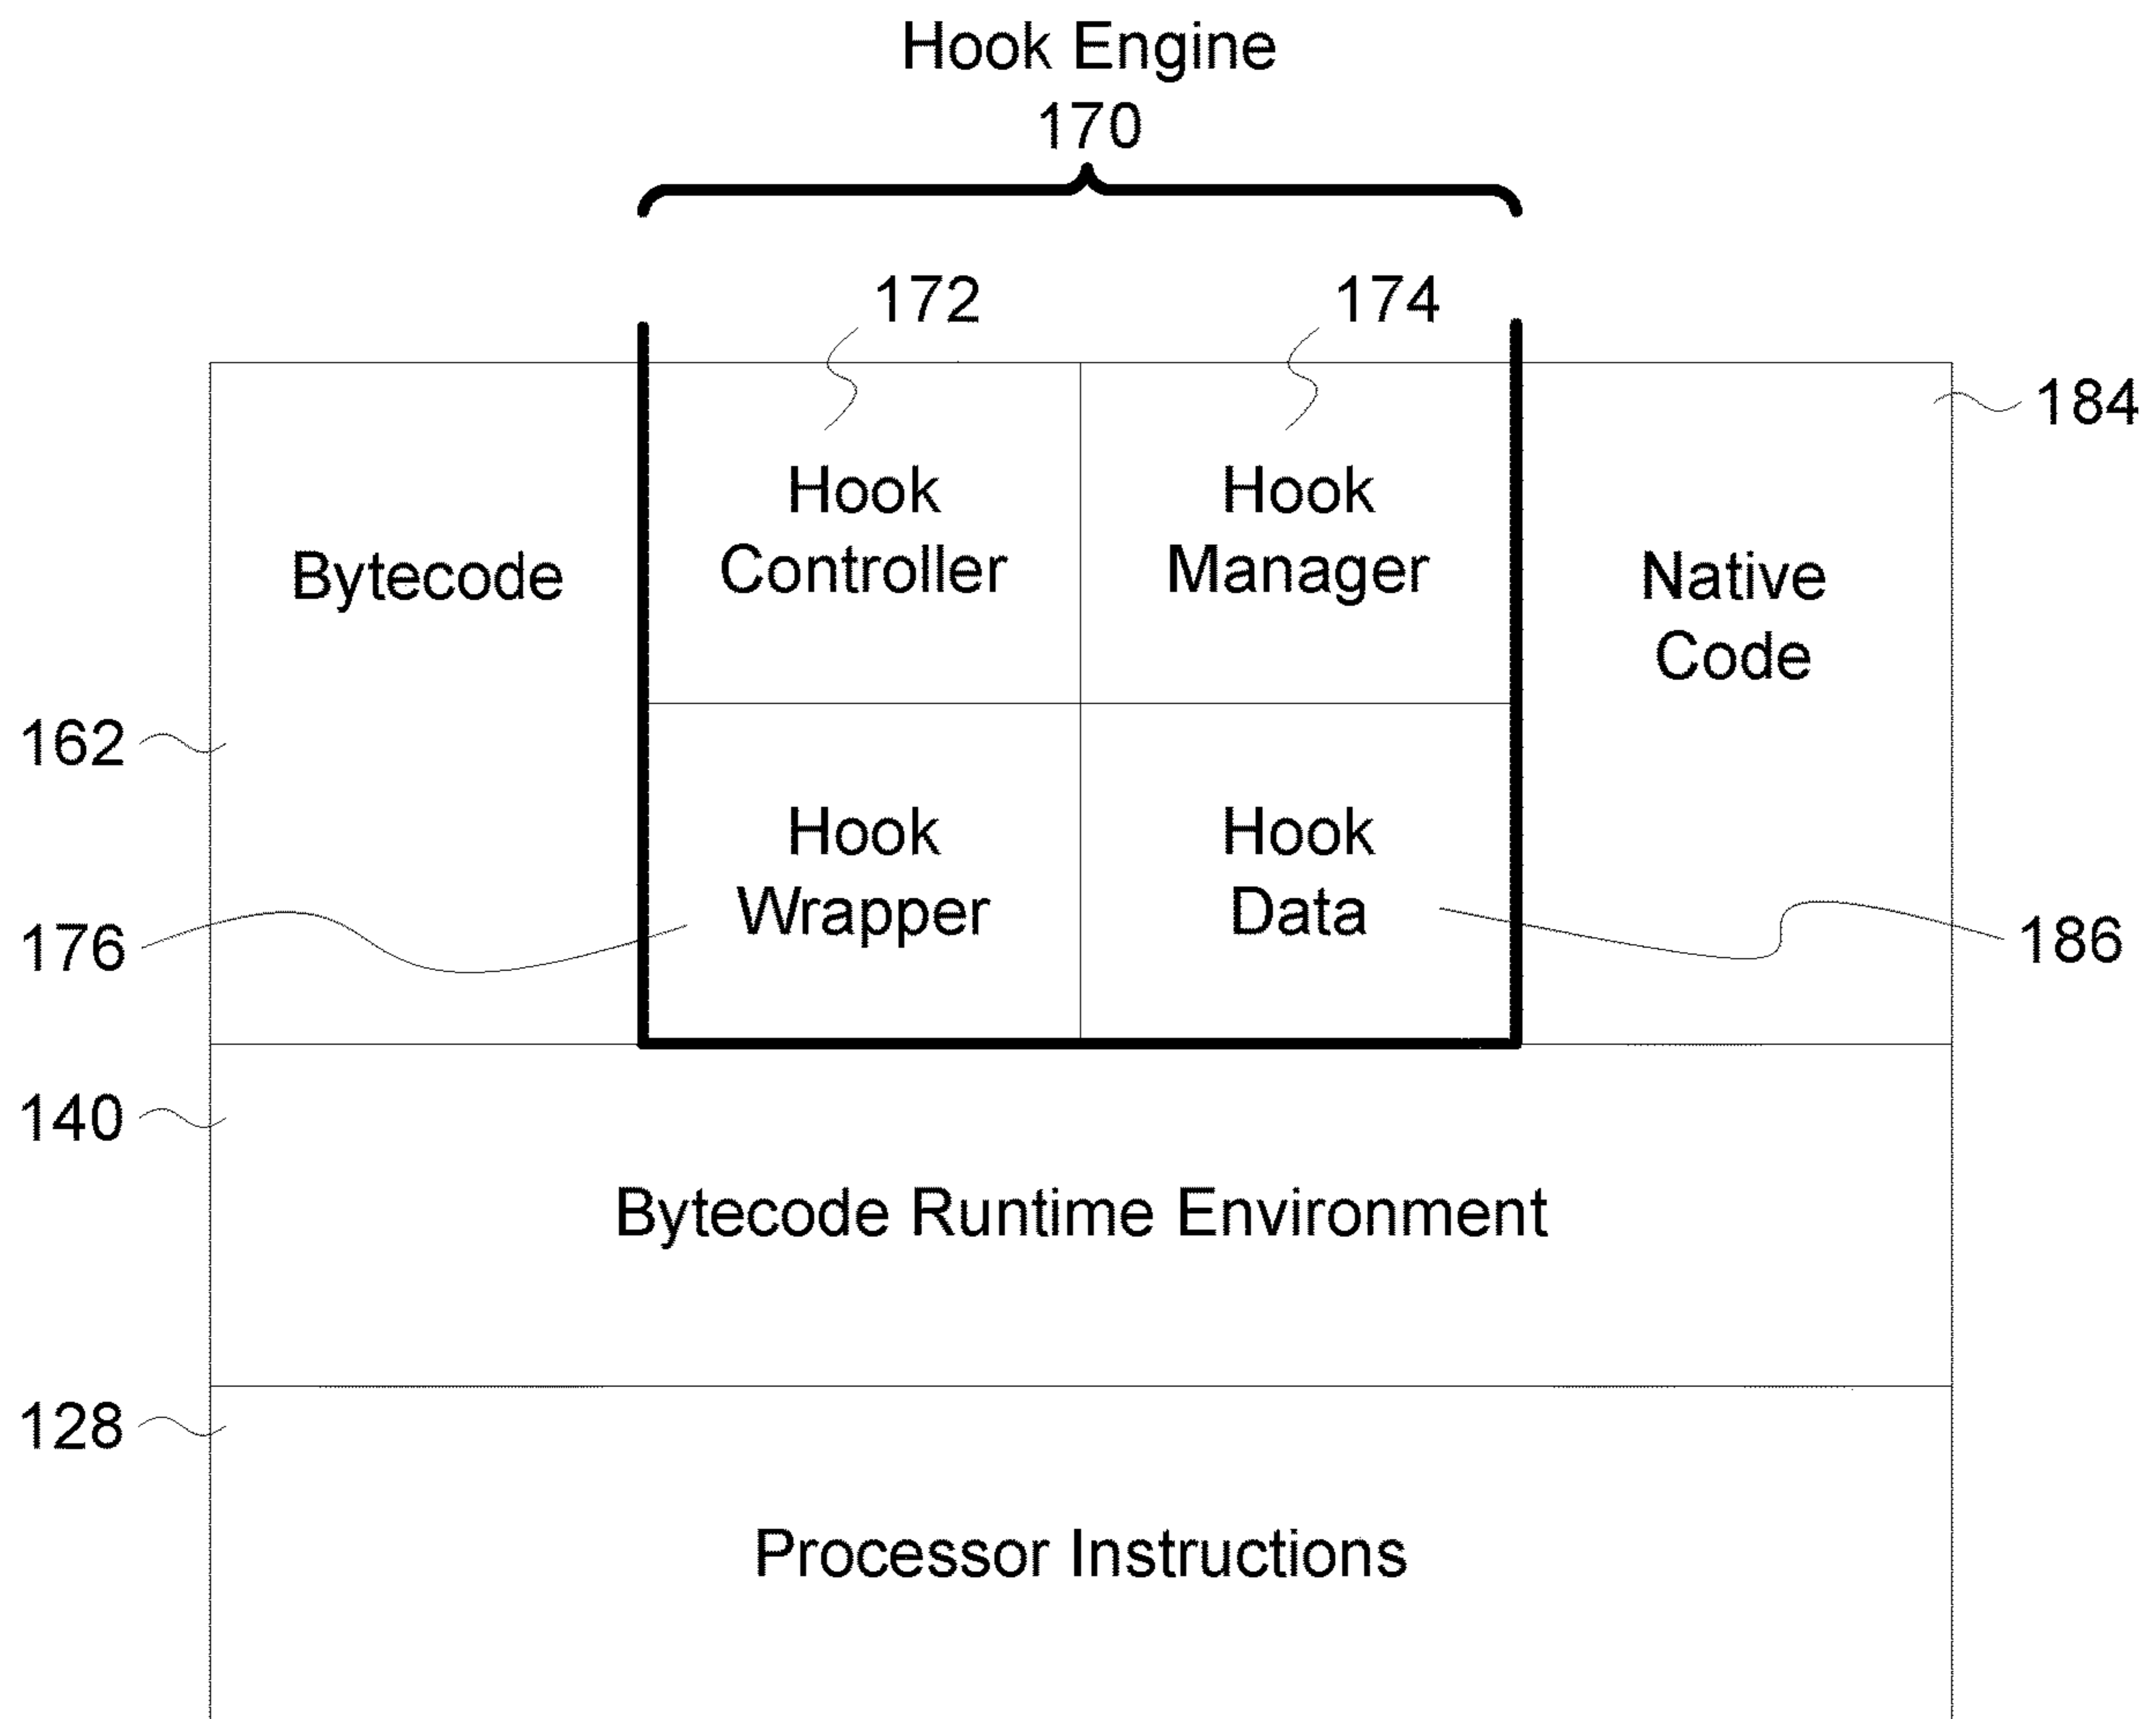 Hook Engine
170
172
174
184
Hook
Controller
Hook
Manager
Bytecode
Native
Code
162
Hook
Wrapper
Hook
Data
176
186
140
Bytecode Runtime Environment
128
Processor Instructions